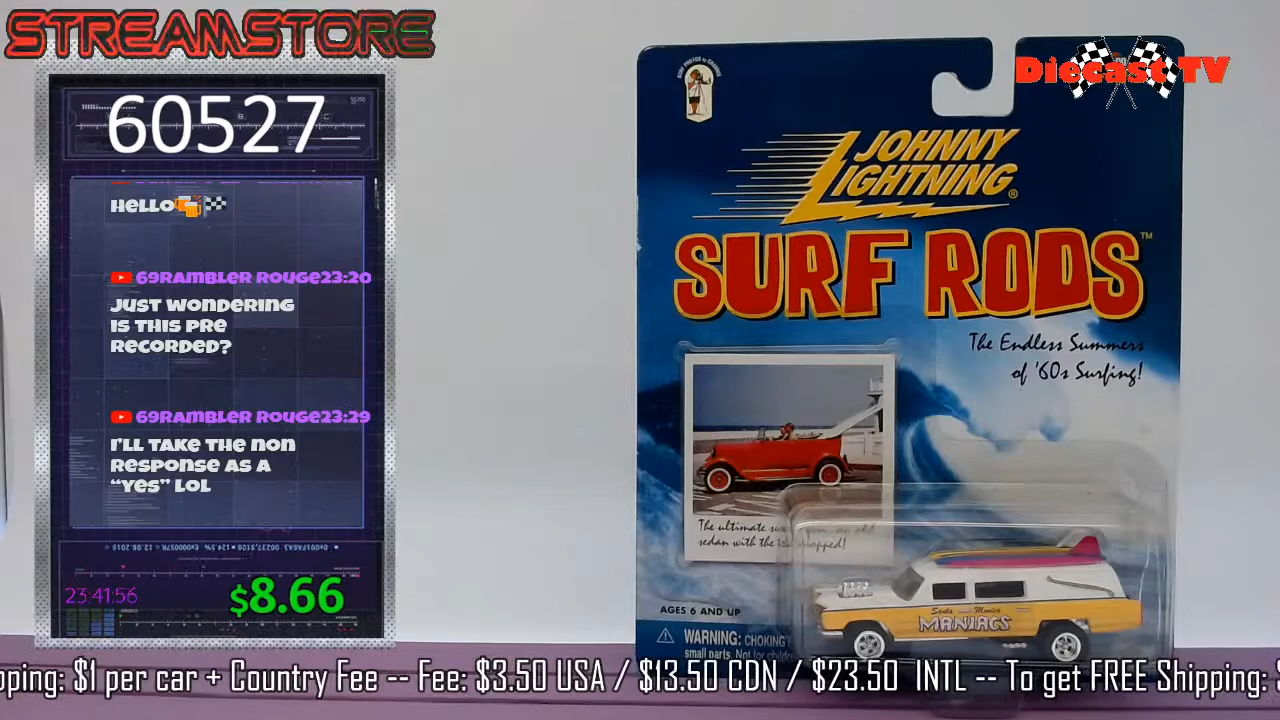 STREAMSTORE
60527
HELLO
69RAMBLER ROUGE23:20
JUST WONDERING
IS THIS PRE
RECORDED?
69RAMBLER ROUGE23:29
I'LL TAKE THE NON
RESPONSE AS A
“YES” LOL
23:41:56
$8.66
Diecast TV
JOHNNY
LIGHTNING®
SURF RODS™
The Endless Summers
of '60s Surfing!
The ultimate
sedan with the
AGES 6 AND UP
⚠ WARNING: CHOKING
small parts. Not for
Santa Monica
MANIACS
pping: $1 per car + Country Fee -- Fee: $3.50 USA / $13.50 CDN / $23.50 INTL -- To get FREE Shipping: